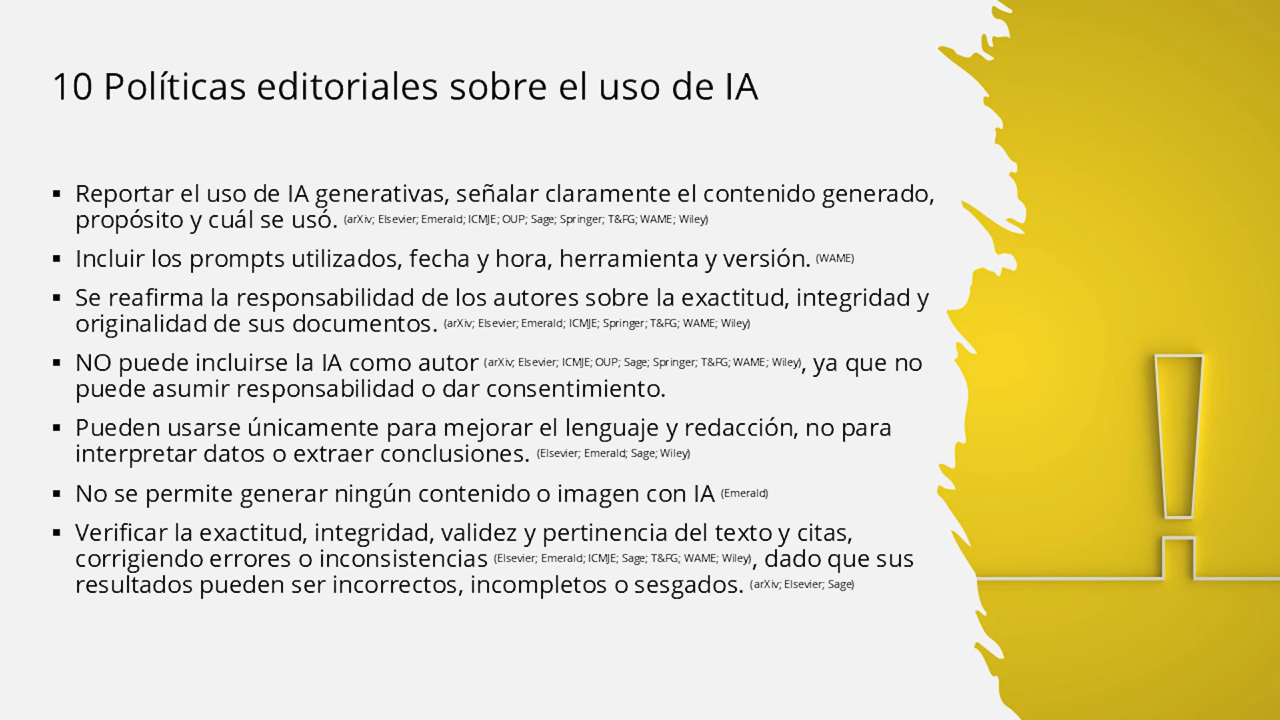 10 Políticas editoriales sobre el uso de IA
▪ Reportar el uso de IA generativas, señalar claramente el contenido generado,
propósito y cuál se usó. (arXiv; Elsevier; Emerald; ICMJE; OUP; Sage; Springer; T&FG; WAME; Wiley)
▪ Incluir los prompts utilizados, fecha y hora, herramienta y versión. (WAME)
▪ Se reafirma la responsabilidad de los autores sobre la exactitud, integridad y
originalidad de sus documentos. (arXiv; Elsevier; Emerald; ICMJE; Springer; T&FG; WAME; Wiley)
▪ NO puede incluirse la IA como autor (arXiv; Elsevier; ICMJE; OUP; Sage; Springer; T&FG; WAME; Wiley), ya que no
puede asumir responsabilidad o dar consentimiento.
▪ Pueden usarse únicamente para mejorar el lenguaje y redacción, no para
interpretar datos o extraer conclusiones. (Elsevier; Emerald; Sage; Wiley)
▪ No se permite generar ningún contenido o imagen con IA (Emerald)
▪ Verificar la exactitud, integridad, validez y pertinencia del texto y citas,
corrigiendo errores o inconsistencias (Elsevier; Emerald; ICMJE; Sage; T&FG; WAME; Wiley), dado que sus
resultados pueden ser incorrectos, incompletos o sesgados. (arXiv; Elsevier; Sage)